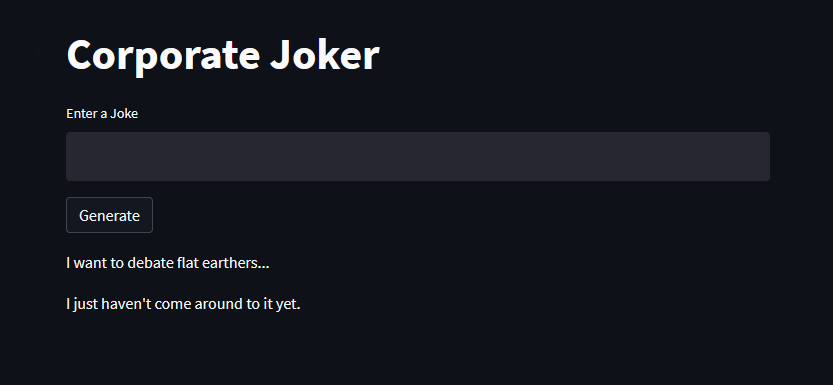 Corporate Joker
Enter a Joke
Generate
I want to debate flat earthers...
I just haven't come around to it yet.